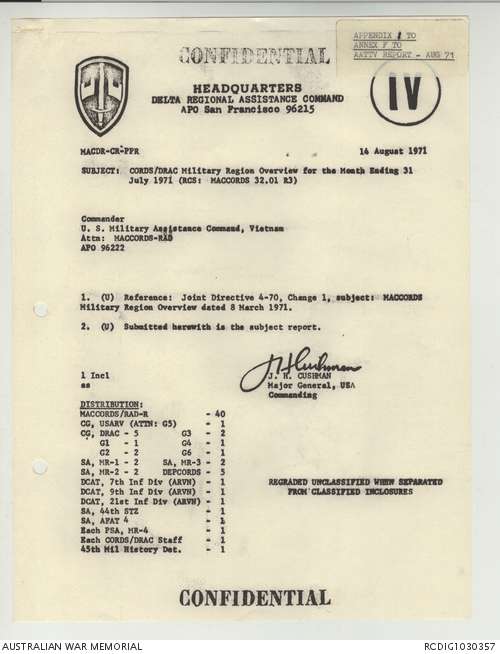 APPENDIX 1 TO
ANNEX F TO
AATTV REPORT - AUG 71
CONFIDENTIAL
IV
HEADQUARTERS
DELTA REGIONAL ASSISTANCE COMMAND
APO San Francisco 96215
MACDR-CR-PPR 14 August 1971
SUBJECT: CORDS/DRAC Military Region Overview for the Month Ending 31
July 1971 (RCS: MACCORDS 32.01 R3)
Commander
U. S. Military Assistance Command, Vietnam
Attn: MACCORDS-RAD
APO 96222
1. (U) Reference: Joint Directive 4-70, Change 1, subject: MACCORDS
Military Region Overview dated 8 March 1971.
2. (U) Submitted herewith is the subject report.
JHCushman
1 Incl J. H. CUSHMAN
as Major General, USA
Commanding
DISTRIBUTION:
MACCORDS/RAD-R - 40
CG, USARV (ATTN: G5) - 1
CG, DRAC - 5 G3 - 2
G1 - 1 G4 - 1
G2 - 2 G6 - 1
SA, MR-1 - 2 SA, MR-3 - 2
SA, MR-2 - 2 DEPCORDS - 5
DCAT, 7th Inf Div (ARVN) - 1
DCAT, 9th Inf Div (ARVN) - 1
DCAT, 21st Inf Div (ARVN) - 1
SA, 44th STZ - 1
SA, AFAT 4 - 1
Each PSA, MR-4 - 1
Each CORDS/DRAC Staff - 1
45th Mil History Det. - 1
REGRADED UNCLASSIFIED WHEN SEPARATED
FROM CLASSIFIED INCLOSURES
CONFIDENTIAL
AUSTRALIAN WAR MEMORIAL RCDIG1030357